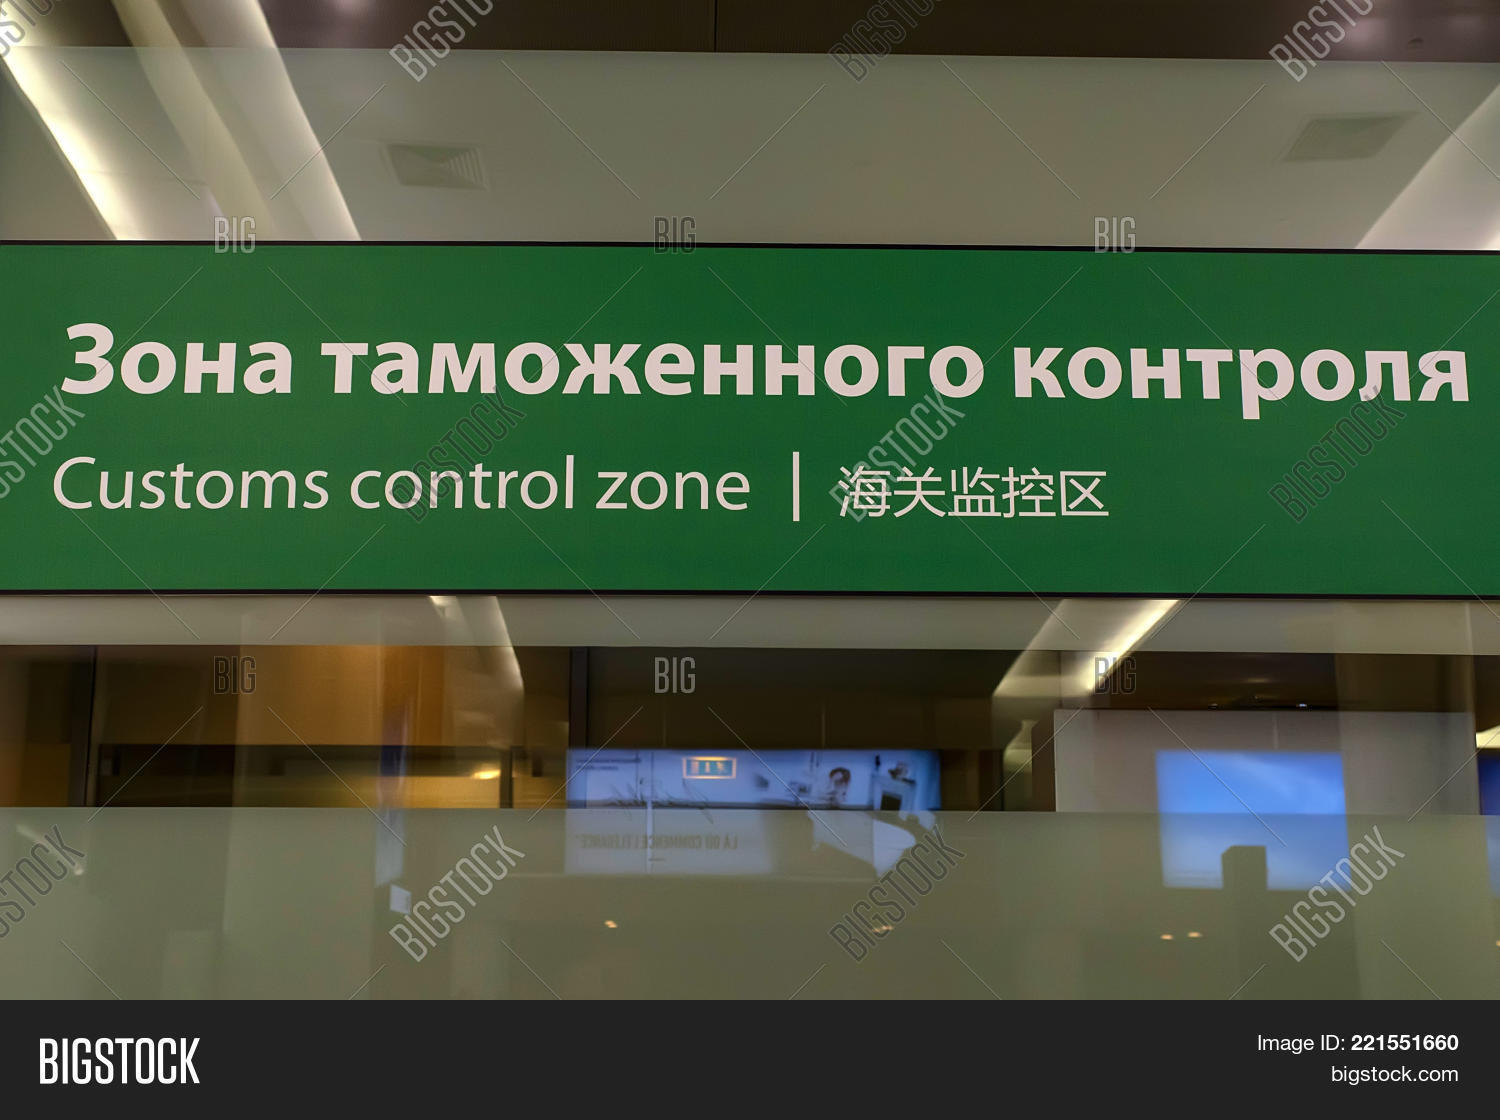 Зона таможенного контроля
Customs control zone | 海关监控区
BIGSTOCK
Image ID: 221551660
bigstock.com